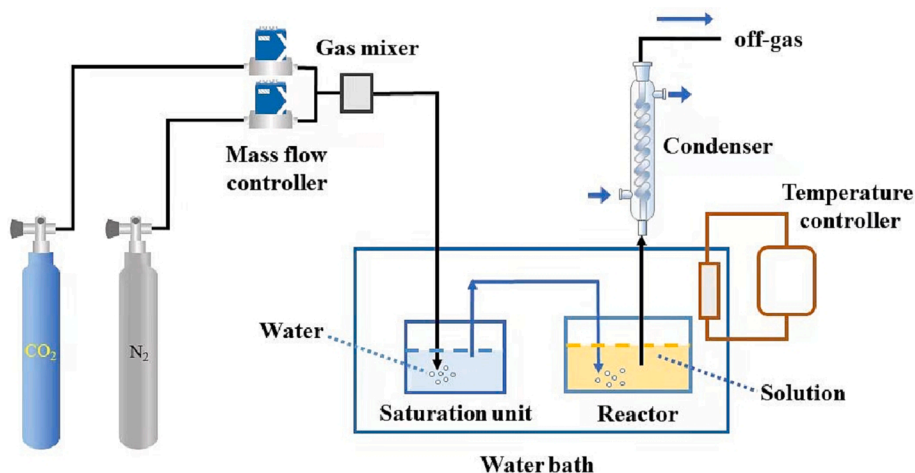 off-gas
Gas mixer
Mass flow
controller
Condenser
Temperature
controller
Water
CO₂
N₂
Saturation unit
Reactor
Solution
Water bath